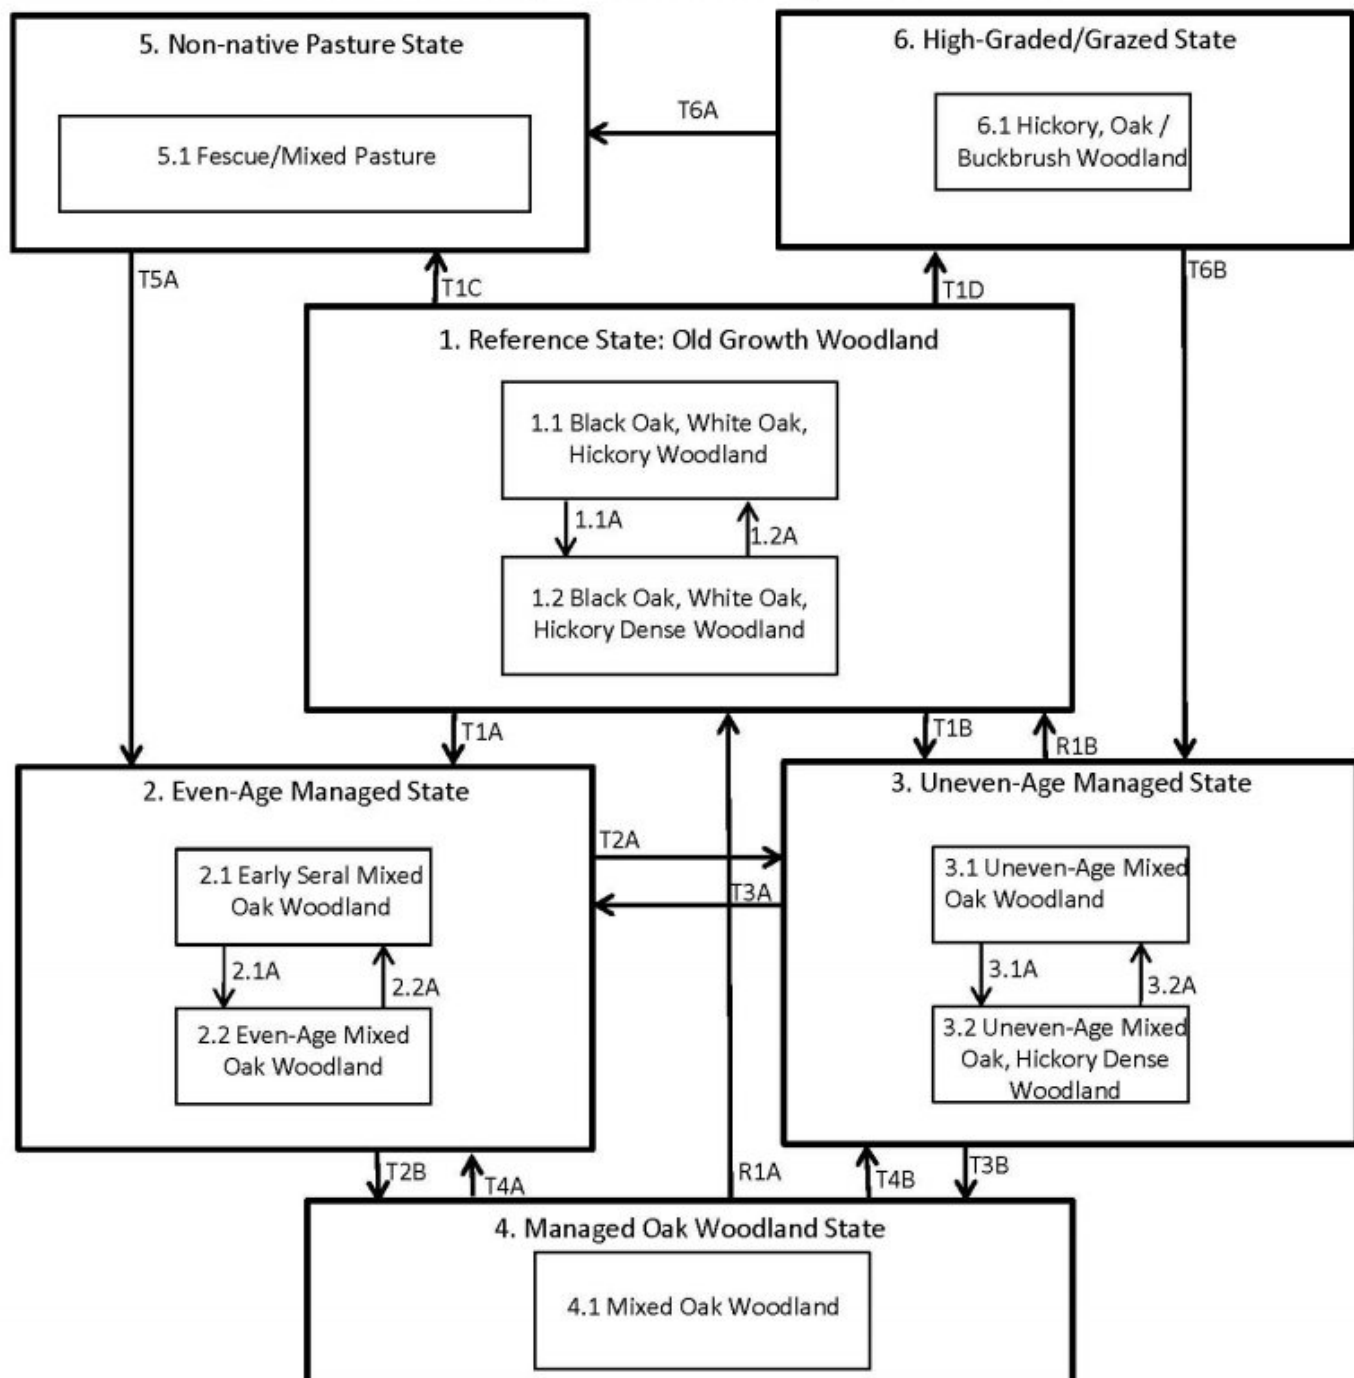 5. Non-native Pasture State
5.1 Fescue/Mixed Pasture
6. High-Graded/Grazed State
6.1 Hickory, Oak /
Buckbrush Woodland
T6A
T5A
T1C
T1D
T6B
1. Reference State: Old Growth Woodland
1.1 Black Oak, White Oak,
Hickory Woodland
1.1A
1.2A
1.2 Black Oak, White Oak,
Hickory Dense Woodland
T1A
T1B
R1B
2. Even-Age Managed State
2.1 Early Seral Mixed
Oak Woodland
2.1A
2.2A
2.2 Even-Age Mixed
Oak Woodland
T2A
T3A
3. Uneven-Age Managed State
3.1 Uneven-Age Mixed
Oak Woodland
3.1A
3.2A
3.2 Uneven-Age Mixed
Oak, Hickory Dense
Woodland
T2B
T4A
R1A
T4B
T3B
4. Managed Oak Woodland State
4.1 Mixed Oak Woodland